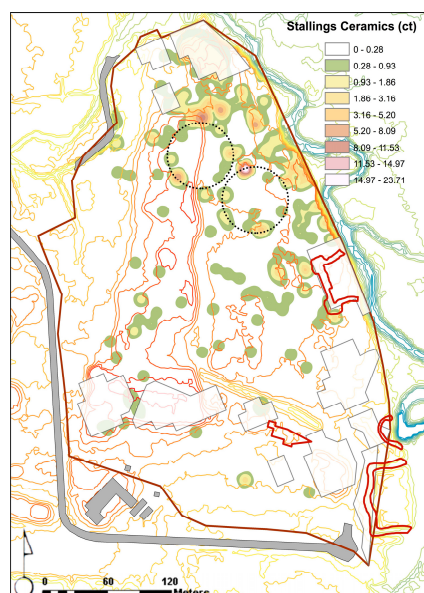 Stallings Ceramics (ct)
0 - 0.28
0.28 - 0.93
0.93 - 1.86
1.86 - 3.16
3.16 - 5.20
5.20 - 8.09
8.09 - 11.53
11.53 - 14.97
14.97 - 23.71
0 60 120
Meters